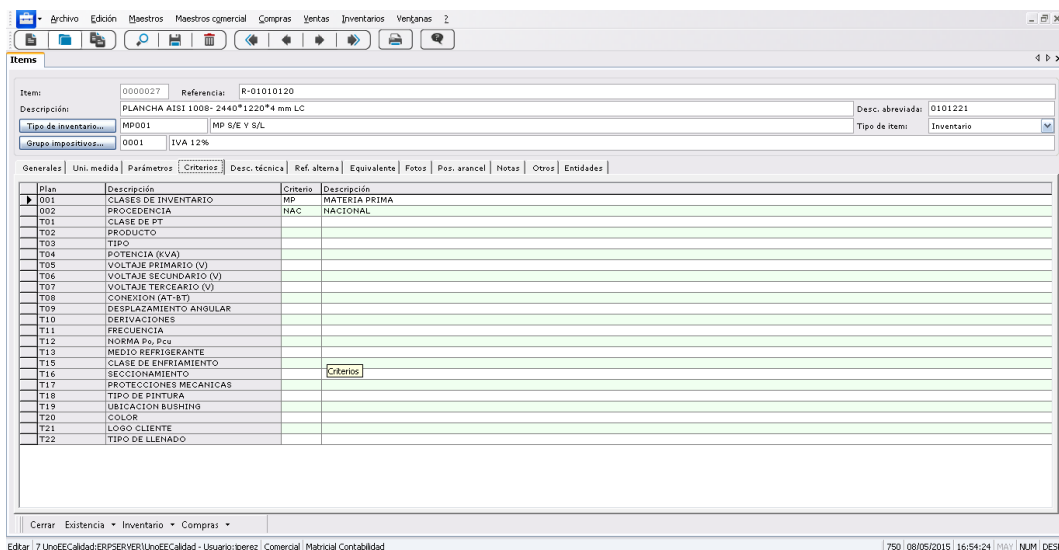 Archivo Edición Maestros Maestros comercial Compras Ventas Inventarios Ventanas ?
Items
Item: 0000027 Referencia: R-01010120
Descripción: PLANCHA AISI 1008- 2440*1220*4 mm LC Desc. abreviada: 0101221
Tipo de inventario... MP001 MP S/E Y S/L Tipo de item: Inventario
Grupo impositivos... 0001 IVA 12%
Generales Uni. medida Parámetros Criterios Desc. técnica Ref. alterna Equivalente Fotos Pos. arancel Notas Otros Entidades
Plan Descripción Criterio Descripción
001 CLASES DE INVENTARIO MP MATERIA PRIMA
002 PROCEDENCIA NAC NACIONAL
T01 CLASE DE PT
T02 PRODUCTO
T03 TIPO
T04 POTENCIA (KVA)
T05 VOLTAJE PRIMARIO (V)
T06 VOLTAJE SECUNDARIO (V)
T07 VOLTAJE TERCEARIO (V)
T08 CONEXION (AT-BT)
T09 DESPLAZAMIENTO ANGULAR
T10 DERIVACIONES
T11 FRECUENCIA
T12 NORMA Po, Pcu
T13 MEDIO REFRIGERANTE
T15 CLASE DE ENFRIAMIENTO
T16 SECCIONAMIENTO Criterios
T17 PROTECCIONES MECANICAS
T18 TIPO DE PINTURA
T19 UBICACION BUSHING
T20 COLOR
T21 LOGO CLIENTE
T22 TIPO DE LLENADO
Cerrar Existencia Inventario Compras
Editar 7 UnoEECalidad:ERPSERVER\UnoEECalidad - Usuario:jperez Comercial Matricial Contabilidad 750 08/05/2015 16:54:24 MAY NUM DESP